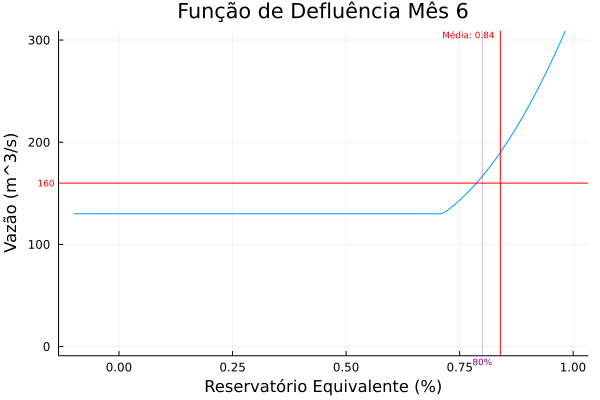 Função de Defluência Mês 6
Média: 0.84
300
200
160
100
0
Vazão (m^3/s)
0.00
0.25
0.50
0.75
80%
1.00
Reservatório Equivalente (%)